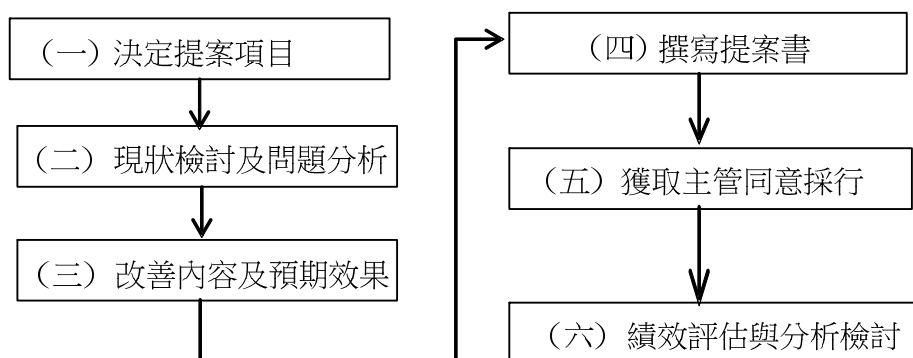 （一）決定提案項目
（二）現狀檢討及問題分析
（三）改善內容及預期效果
（四）撰寫提案書
（五）獲取主管同意採行
（六）績效評估與分析檢討